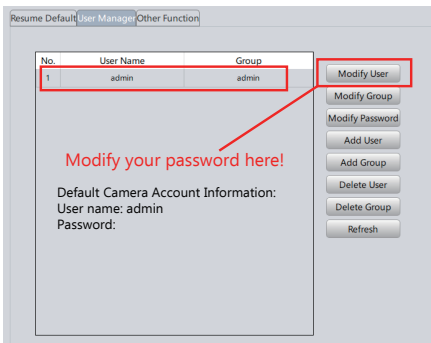 Resume Default User Manager Other Function
No. User Name Group
1 admin admin
Modify User
Modify Group
Modify Password
Add User
Modify your password here!
Add Group
Default Camera Account Information:
User name: admin
Password:
Delete User
Delete Group
Refresh